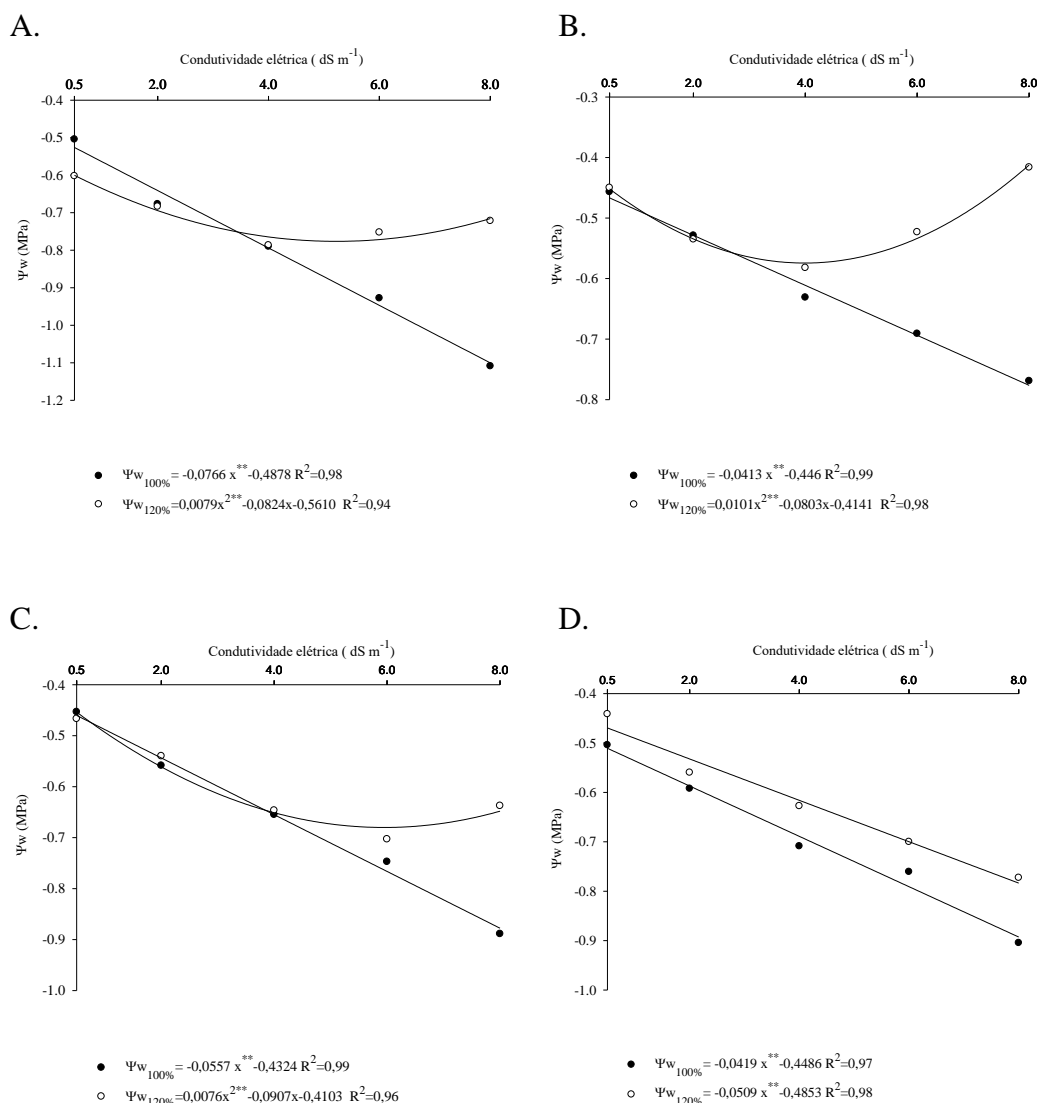 A.
Condutividade elétrica ( dS m-1)
0.5 2.0 4.0 6.0 8.0
-0.4
-0.5
-0.6
-0.7
-0.8
-0.9
-1.0
-1.1
-1.2
Ψw (MPa)
Ψw100%= -0,0766 x**-0,4878 R2=0,98
Ψw120%=0,0079x2**-0,0824x-0,5610 R2=0,94
B.
Condutividade elétrica ( dS m-1)
0.5 2.0 4.0 6.0 8.0
-0.3
-0.4
-0.5
-0.6
-0.7
-0.8
Ψw (MPa)
Ψw100%= -0,0413 x**-0,446 R2=0,99
Ψw120%=0,0101x2**-0,0803x-0,4141 R2=0,98
C.
Condutividade elétrica ( dS m-1)
0.5 2.0 4.0 6.0 8.0
-0.4
-0.5
-0.6
-0.7
-0.8
-0.9
-1.0
Ψw (MPa)
Ψw100%= -0,0557 x**-0,4324 R2=0,99
Ψw120%=0,0076x2**-0,0907x-0,4103 R2=0,96
D.
Condutividade elétrica ( dS m-1)
0.5 2.0 4.0 6.0 8.0
-0.4
-0.5
-0.6
-0.7
-0.8
-0.9
-1.0
Ψw (MPa)
Ψw100%= -0,0419 x**-0,4486 R2=0,97
Ψw120%= -0,0509 x**-0,4853 R2=0,98